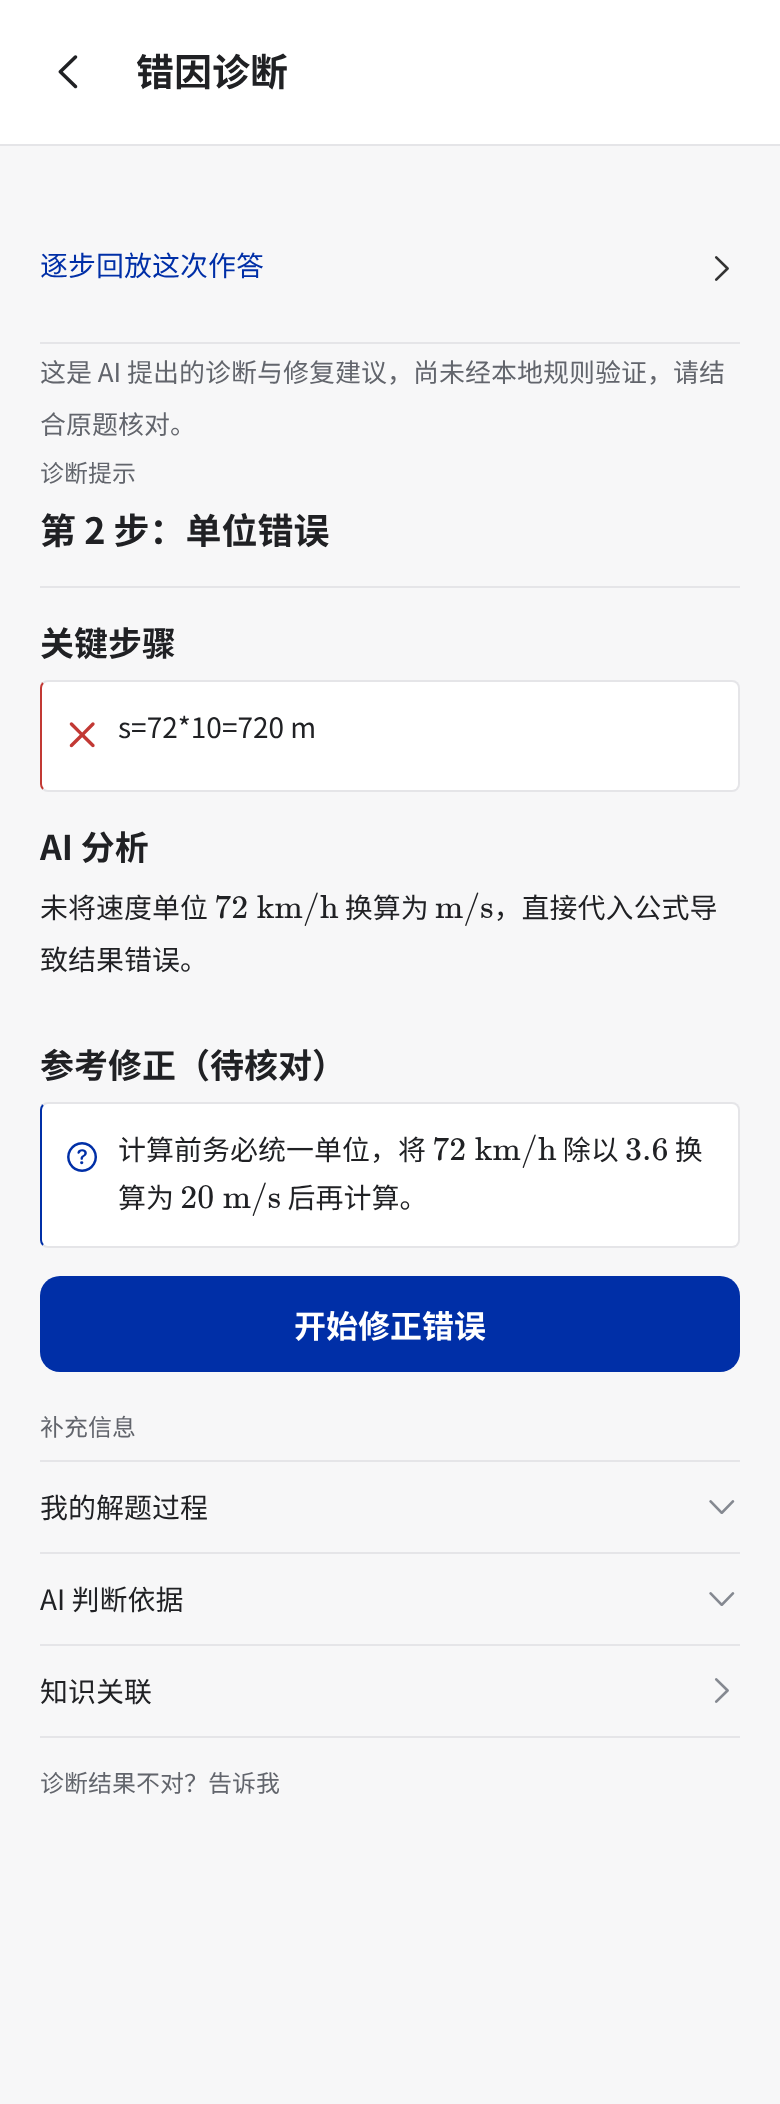 错因诊断
逐步回放这次作答
这是 AI 提出的诊断与修复建议，尚未经本地规则验证，请结
合原题核对。
诊断提示
第 2 步：单位错误
关键步骤
s=72*10=720 m
AI 分析
未将速度单位 72 km/h 换算为 m/s，直接代入公式导
致结果错误。
参考修正（待核对）
计算前务必统一单位，将 72 km/h 除以 3.6 换
算为 20 m/s 后再计算。
开始修正错误
补充信息
我的解题过程
AI 判断依据
知识关联
诊断结果不对？告诉我